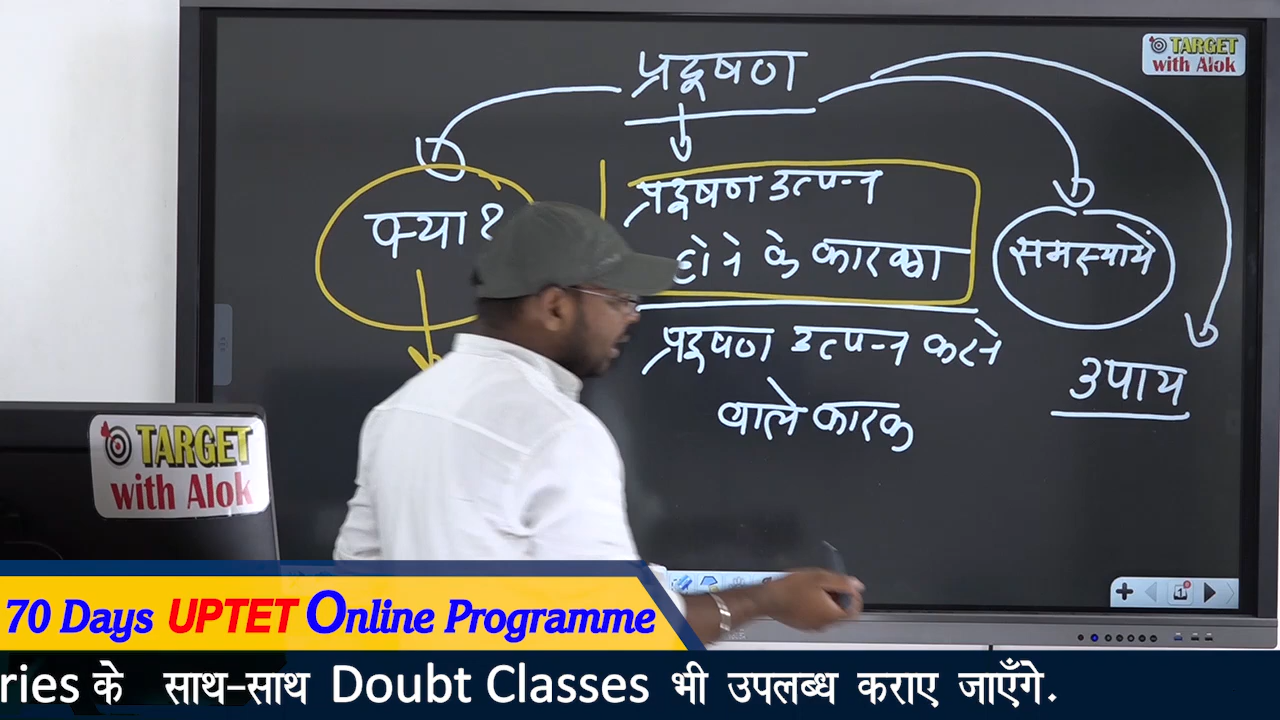 TARGET
with Alok
प्रदूषण
क्या?
प्रदूषण उत्पन्न
होने के कारण
समस्यायें
प्रदूषण उत्पन्न करने
वाले कारक
उपाय
TARGET
with Alok
70 Days UPTET Online Programme
ries के साथ-साथ Doubt Classes भी उपलब्ध कराए जाएँगे.